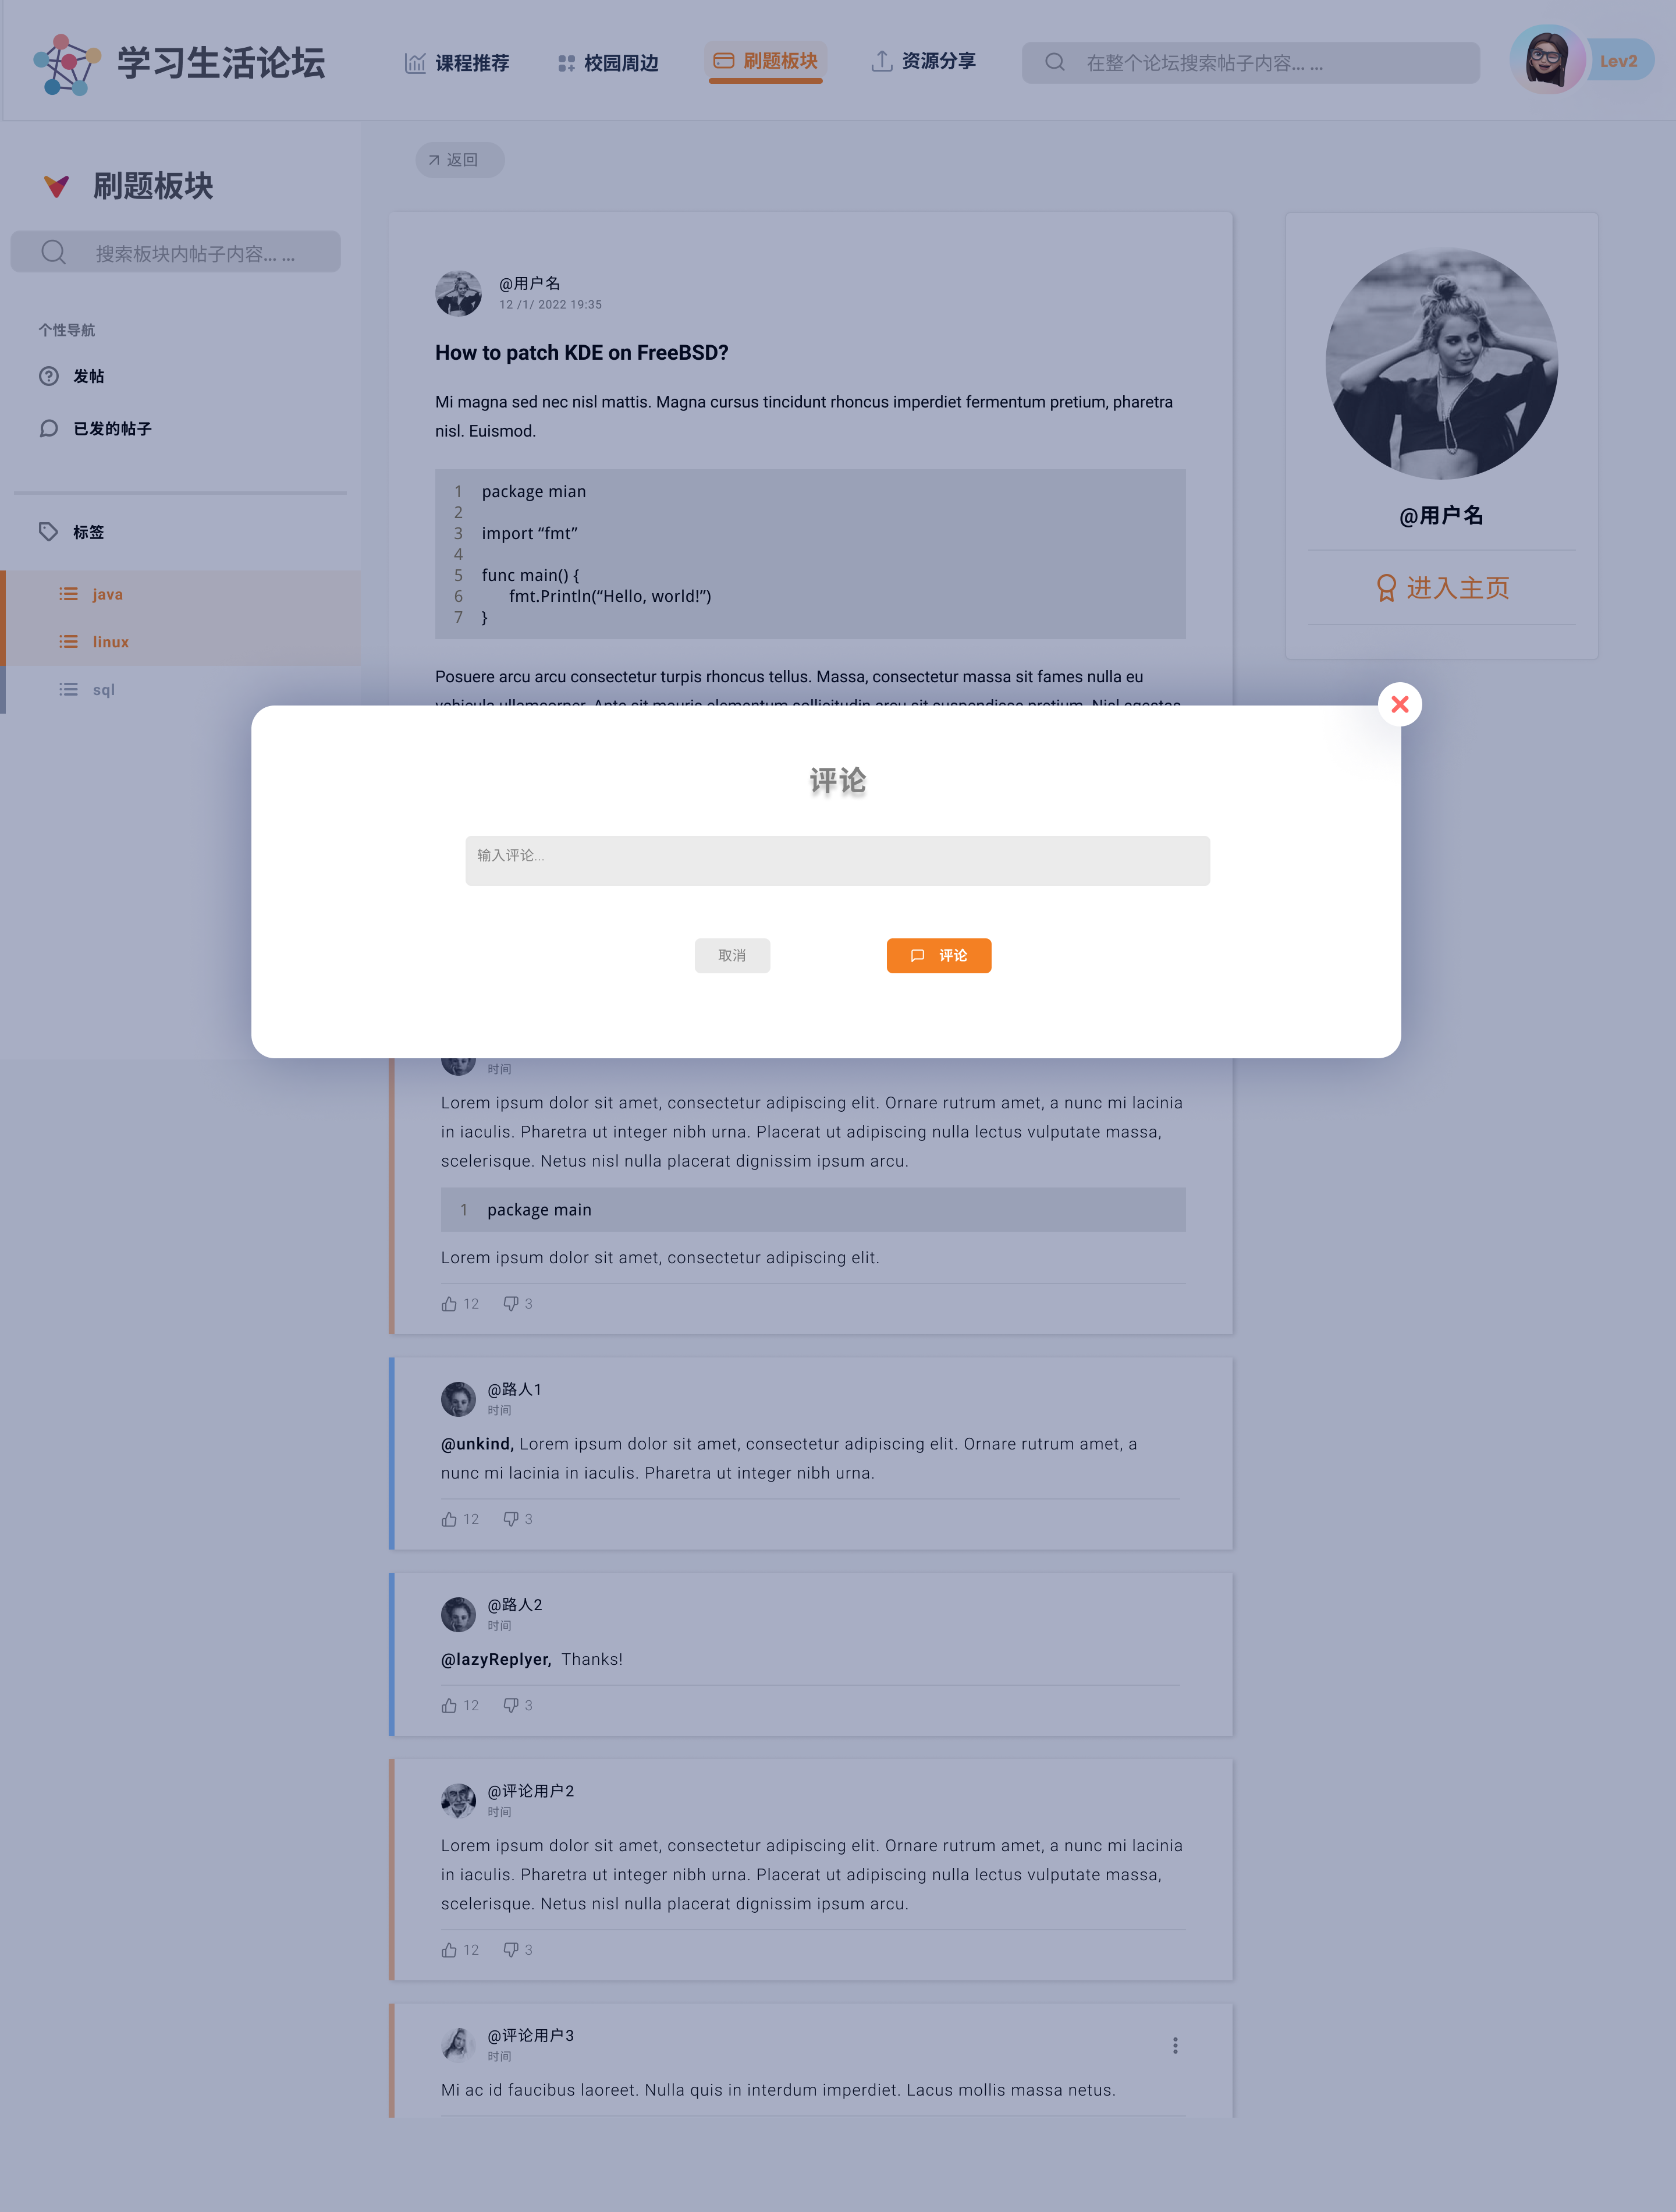 学习生活论坛
课程推荐
校园周边
刷题板块
资源分享
在整个论坛搜索帖子内容... ...
Lev2
刷题板块
搜索板块内帖子内容... ...
个性导航
发帖
已发的帖子
标签
java
linux
sql
返回
@用户名
12 /1/ 2022 19:35
How to patch KDE on FreeBSD?
Mi magna sed nec nisl mattis. Magna cursus tincidunt rhoncus imperdiet fermentum pretium, pharetra
nisl. Euismod.
1 package mian
2
3 import “fmt”
4
5 func main() {
6 fmt.Println(“Hello, world!”)
7 }
Posuere arcu arcu consectetur turpis rhoncus tellus. Massa, consectetur massa sit fames nulla eu
vehicula ullamcorper. Ante sit mauris elementum sollicitudin arcu sit suspendisse pretium. Nisl egestas
@用户名
进入主页
评论
输入评论...
取消
评论
时间
Lorem ipsum dolor sit amet, consectetur adipiscing elit. Ornare rutrum amet, a nunc mi lacinia
in iaculis. Pharetra ut integer nibh urna. Placerat ut adipiscing nulla lectus vulputate massa,
scelerisque. Netus nisl nulla placerat dignissim ipsum arcu.
1 package main
Lorem ipsum dolor sit amet, consectetur adipiscing elit.
12 3
@路人1
时间
@unkind, Lorem ipsum dolor sit amet, consectetur adipiscing elit. Ornare rutrum amet, a
nunc mi lacinia in iaculis. Pharetra ut integer nibh urna.
12 3
@路人2
时间
@lazyReplyer, Thanks!
12 3
@评论用户2
时间
Lorem ipsum dolor sit amet, consectetur adipiscing elit. Ornare rutrum amet, a nunc mi lacinia
in iaculis. Pharetra ut integer nibh urna. Placerat ut adipiscing nulla lectus vulputate massa,
scelerisque. Netus nisl nulla placerat dignissim ipsum arcu.
12 3
@评论用户3
时间
Mi ac id faucibus laoreet. Nulla quis in interdum imperdiet. Lacus mollis massa netus.